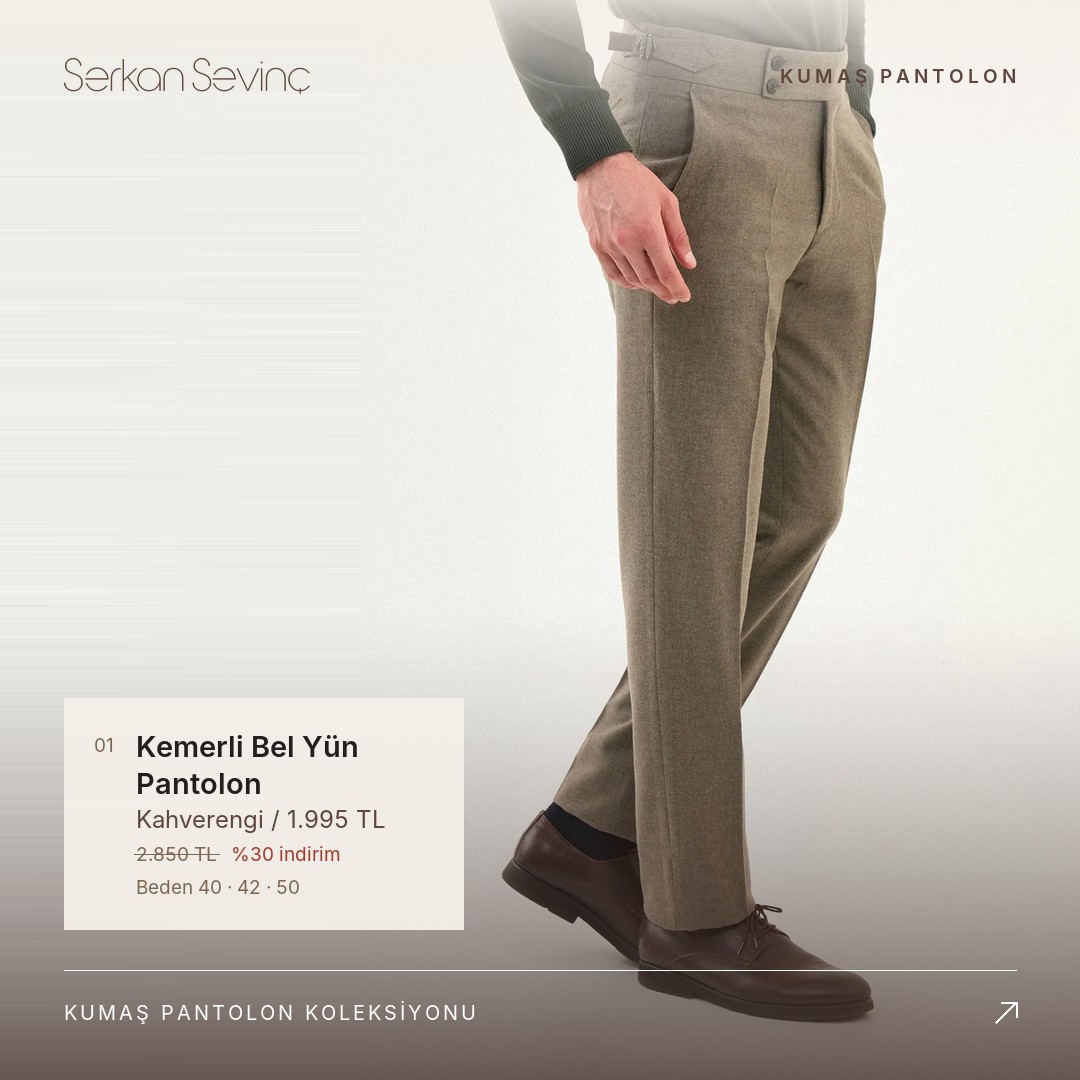 Serkan Sevinç
KUMAŞ PANTOLON
01
Kemerli Bel Yün
Pantolon
Kahverengi / 1.995 TL
2.850 TL %30 indirim
Beden 40 · 42 · 50
KUMAŞ PANTOLON KOLEKSİYONU